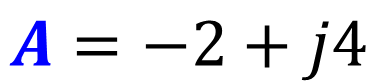 A = −2 + j4